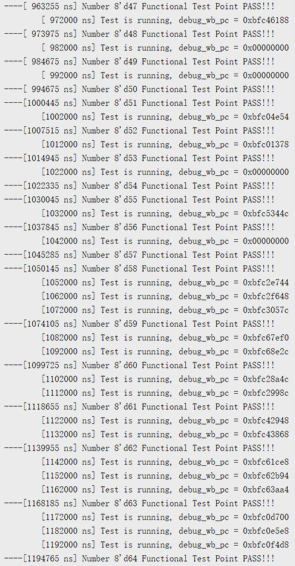 ----[ 963255 ns] Number 8'd47 Functional Test Point PASS!!!
[ 972000 ns] Test is running, debug_wb_pc = 0xbfc46188
----[ 973975 ns] Number 8'd48 Functional Test Point PASS!!!
[ 982000 ns] Test is running, debug_wb_pc = 0x00000000
----[ 984675 ns] Number 8'd49 Functional Test Point PASS!!!
[ 992000 ns] Test is running, debug_wb_pc = 0x00000000
----[ 994675 ns] Number 8'd50 Functional Test Point PASS!!!
----[1000445 ns] Number 8'd51 Functional Test Point PASS!!!
[1002000 ns] Test is running, debug_wb_pc = 0xbfc04e54
----[1007515 ns] Number 8'd52 Functional Test Point PASS!!!
[1012000 ns] Test is running, debug_wb_pc = 0xbfc01378
----[1014945 ns] Number 8'd53 Functional Test Point PASS!!!
[1022000 ns] Test is running, debug_wb_pc = 0x00000000
----[1022335 ns] Number 8'd54 Functional Test Point PASS!!!
----[1030045 ns] Number 8'd55 Functional Test Point PASS!!!
[1032000 ns] Test is running, debug_wb_pc = 0xbfc5344c
----[1037845 ns] Number 8'd56 Functional Test Point PASS!!!
[1042000 ns] Test is running, debug_wb_pc = 0x00000000
----[1045285 ns] Number 8'd57 Functional Test Point PASS!!!
----[1050145 ns] Number 8'd58 Functional Test Point PASS!!!
[1052000 ns] Test is running, debug_wb_pc = 0xbfc2e744
[1062000 ns] Test is running, debug_wb_pc = 0xbfc2f648
[1072000 ns] Test is running, debug_wb_pc = 0xbfc3057c
----[1074105 ns] Number 8'd59 Functional Test Point PASS!!!
[1082000 ns] Test is running, debug_wb_pc = 0xbfc67ef0
[1092000 ns] Test is running, debug_wb_pc = 0xbfc68e2c
----[1099725 ns] Number 8'd60 Functional Test Point PASS!!!
[1102000 ns] Test is running, debug_wb_pc = 0xbfc28a4c
[1112000 ns] Test is running, debug_wb_pc = 0xbfc2998c
----[1118655 ns] Number 8'd61 Functional Test Point PASS!!!
[1122000 ns] Test is running, debug_wb_pc = 0xbfc42948
[1132000 ns] Test is running, debug_wb_pc = 0xbfc43868
----[1139955 ns] Number 8'd62 Functional Test Point PASS!!!
[1142000 ns] Test is running, debug_wb_pc = 0xbfc61ce8
[1152000 ns] Test is running, debug_wb_pc = 0xbfc62b94
[1162000 ns] Test is running, debug_wb_pc = 0xbfc63aa4
----[1168185 ns] Number 8'd63 Functional Test Point PASS!!!
[1172000 ns] Test is running, debug_wb_pc = 0xbfc0d700
[1182000 ns] Test is running, debug_wb_pc = 0xbfc0e5e8
[1192000 ns] Test is running, debug_wb_pc = 0xbfc0f4d8
----[1194765 ns] Number 8'd64 Functional Test Point PASS!!!